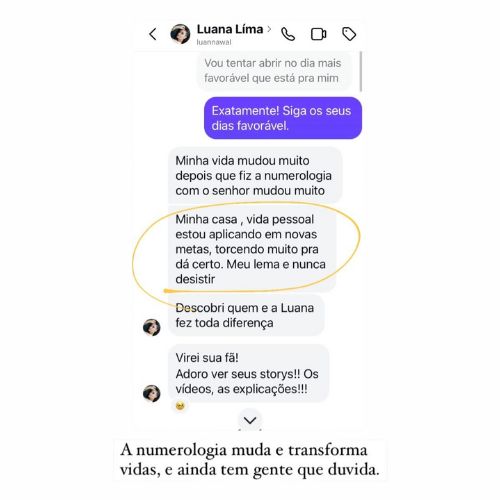 Luana Líma
luannawal
Vou tentar abrir no dia mais
favorável que está pra mim
Exatamente! Siga os seus
dias favorável.
Minha vida mudou muito
depois que fiz a numerologia
com o senhor mudou muito
Minha casa , vida pessoal
estou aplicando em novas
metas, torcendo muito pra
dá certo. Meu lema e nunca
desistir
Descobri quem e a Luana
fez toda diferença
Virei sua fã!
Adoro ver seus storys!! Os
vídeos, as explicações!!!
A numerologia muda e transforma
vidas, e ainda tem gente que duvida.